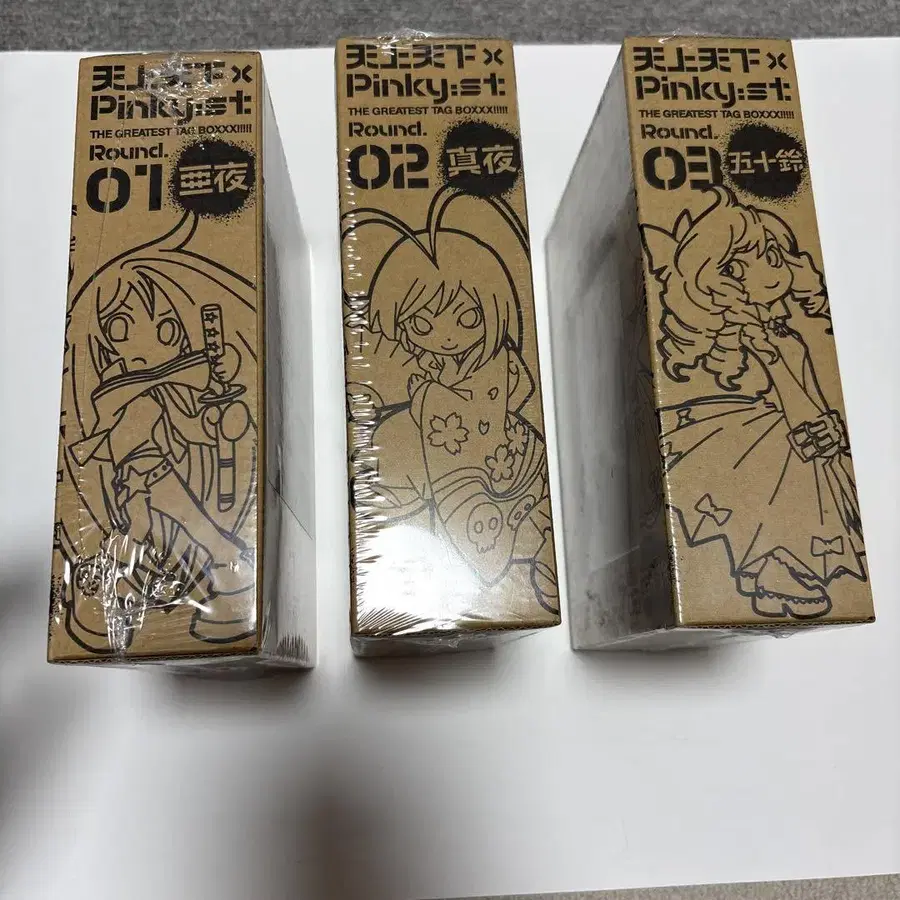 天上天下×
Pinky:st
THE GREATEST TAG BOXXX!!!!!
Round.
01 亜夜
天上天下×
Pinky:st
THE GREATEST TAG BOXXX!!!!!
Round.
02 真夜
天上天下×
Pinky:st
THE GREATEST TAG BOXXX!!!!!
Round.
03 五十鈴